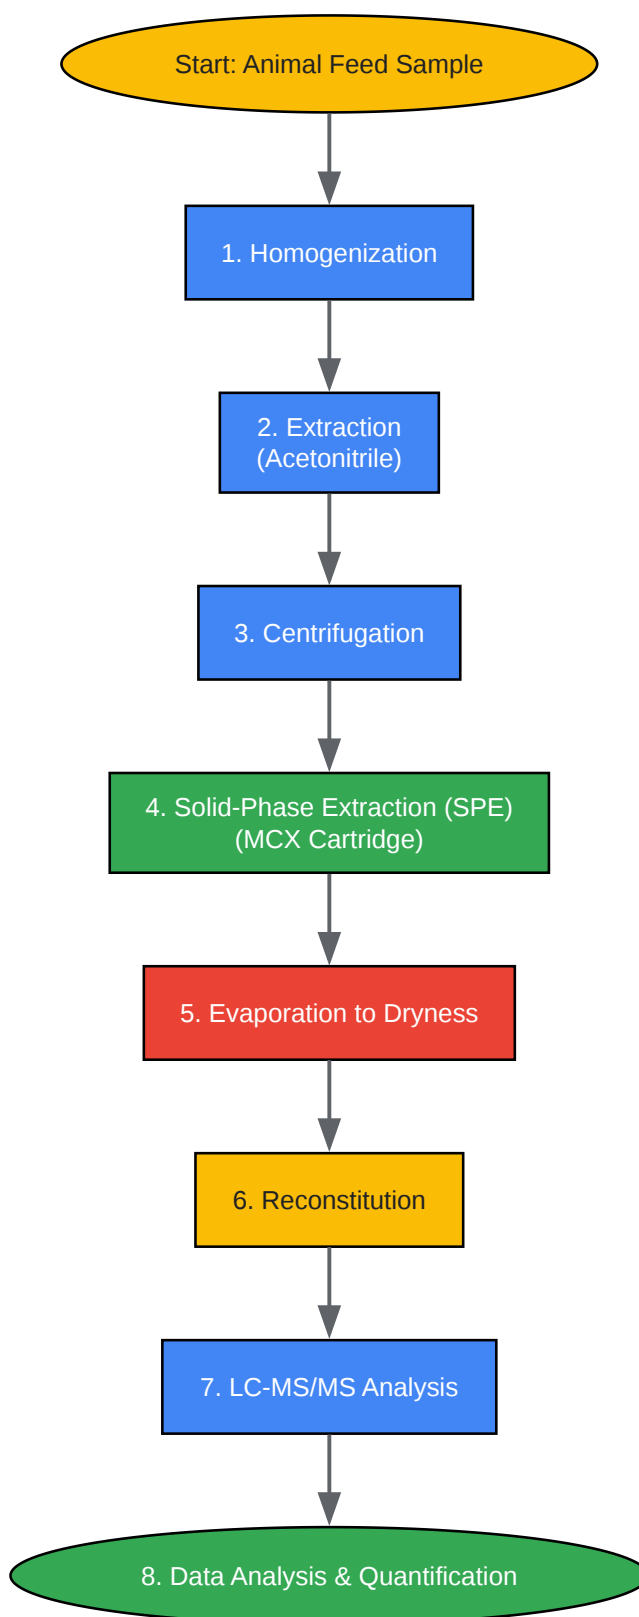 Start: Animal Feed Sample
1. Homogenization
2. Extraction
(Acetonitrile)
3. Centrifugation
4. Solid-Phase Extraction (SPE)
(MCX Cartridge)
5. Evaporation to Dryness
6. Reconstitution
7. LC-MS/MS Analysis
8. Data Analysis & Quantification